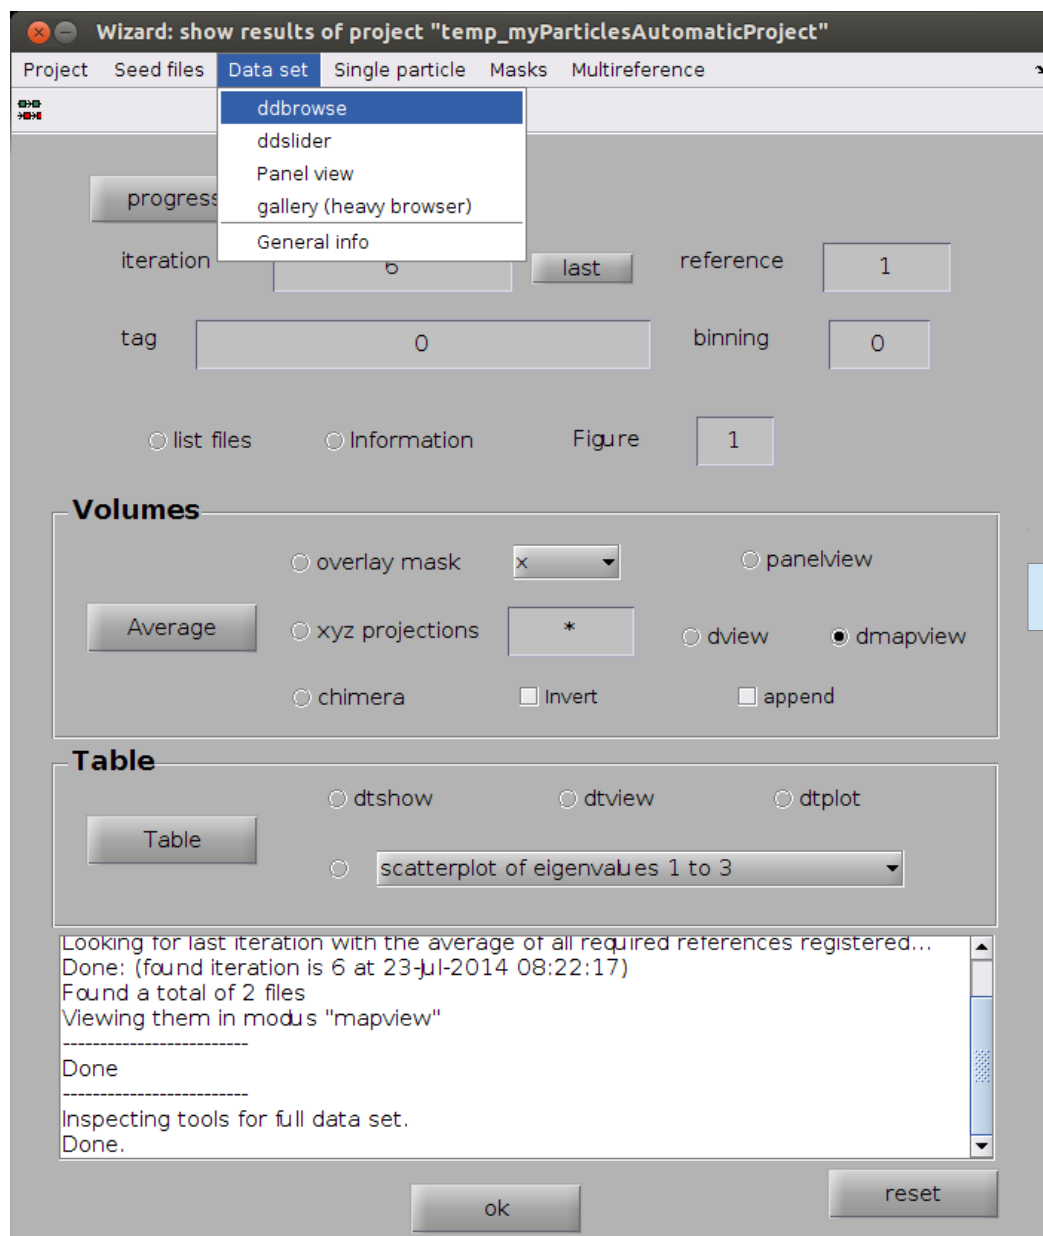 Wizard: show results of project "temp_myParticlesAutomaticProject"
Project Seed files Data set Single particle Masks Multireference
ddbrowse
ddslider
Panel view
gallery (heavy browser)
General info
progress
iteration 6 last reference 1
tag 0 binning 0
list files Information Figure 1
Volumes
overlay mask x panelview
Average xyz projections * dview dmapview
chimera Invert append
Table
dtshow dtview dtplot
Table
scatterplot of eigenvalues 1 to 3
Looking for last iteration with the average of all required references registered...
Done: (found iteration is 6 at 23-Jul-2014 08:22:17)
Found a total of 2 files
Viewing them in modus "mapview"
-------------------------
Done
-------------------------
Inspecting tools for full data set.
Done.
reset
ok